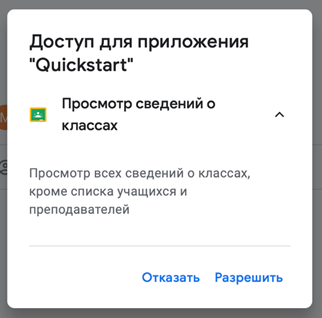 Доступ для приложения
"Quickstart"
Просмотр сведений о
классах
Просмотр всех сведений о классах,
кроме списка учащихся и
преподавателей
Отказать Разрешить